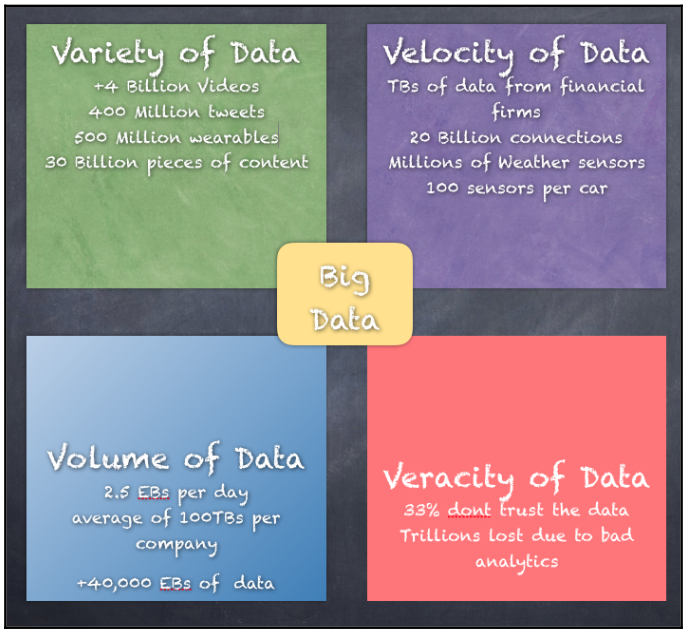 Variety of Data
+4 Billion Videos
400 Million tweets
500 Million wearables
30 Billion pieces of content
Velocity of Data
TBs of data from financial
firms
20 Billion connections
Millions of Weather sensors
100 sensors per car
Big
Data
Volume of Data
2.5 EBs per day
average of 100TBs per
company
+40,000 EBs of data
Veracity of Data
33% dont trust the data
Trillions lost due to bad
analytics